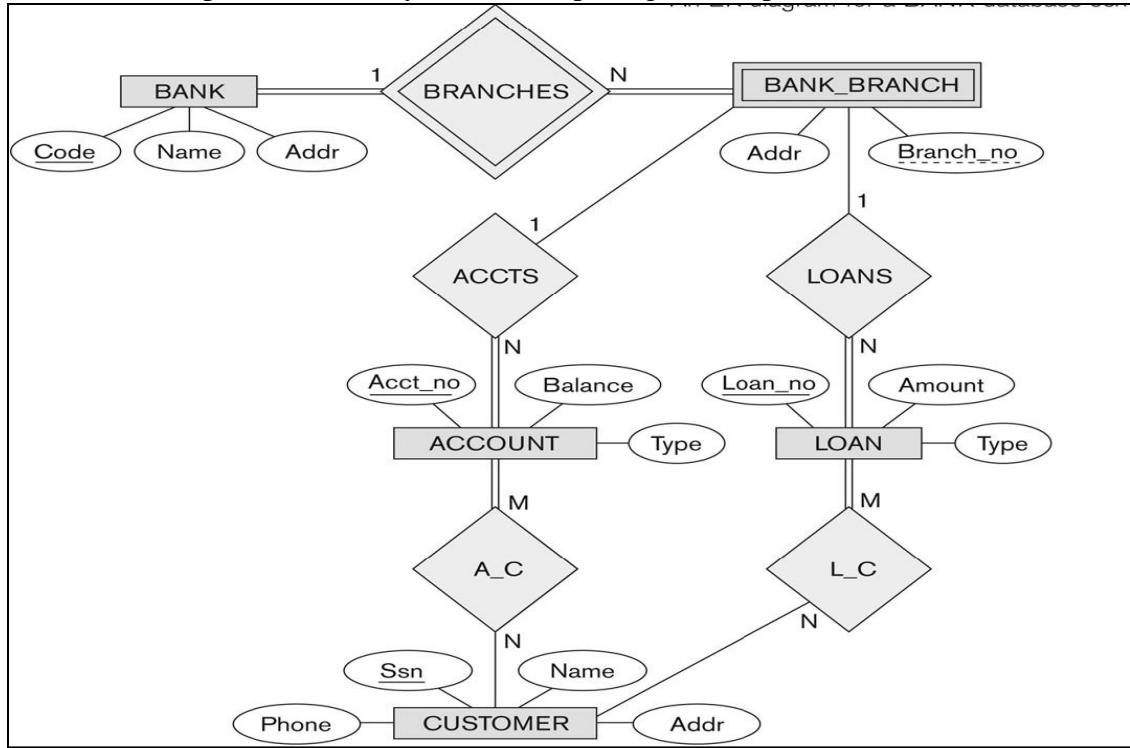 1 N
BANK BRANCHES BANK_BRANCH
Code Name Addr Addr Branch_no
1 1
ACCTS LOANS
N N
Acct_no Balance Loan_no Amount
ACCOUNT Type LOAN Type
M M
A_C L_C
N N
Ssn Name
Phone CUSTOMER Addr